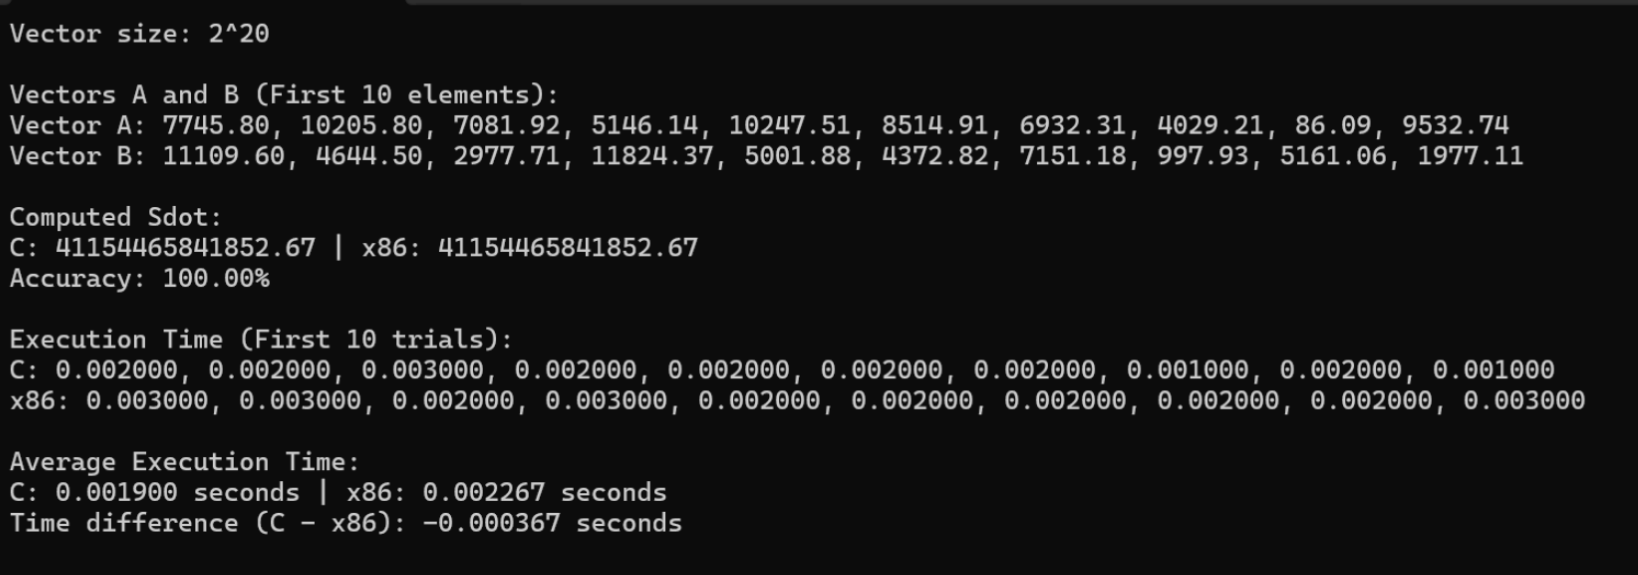 Vector size: 2^20
Vectors A and B (First 10 elements):
Vector A: 7745.80, 10205.80, 7081.92, 5146.14, 10247.51, 8514.91, 6932.31, 4029.21, 86.09, 9532.74
Vector B: 11109.60, 4644.50, 2977.71, 11824.37, 5001.88, 4372.82, 7151.18, 997.93, 5161.06, 1977.11
Computed Sdot:
C: 41154465841852.67 | x86: 41154465841852.67
Accuracy: 100.00%
Execution Time (First 10 trials):
C: 0.002000, 0.002000, 0.003000, 0.002000, 0.002000, 0.002000, 0.002000, 0.001000, 0.002000, 0.001000
x86: 0.003000, 0.003000, 0.002000, 0.003000, 0.002000, 0.002000, 0.002000, 0.002000, 0.002000, 0.003000
Average Execution Time:
C: 0.001900 seconds | x86: 0.002267 seconds
Time difference (C - x86): -0.000367 seconds